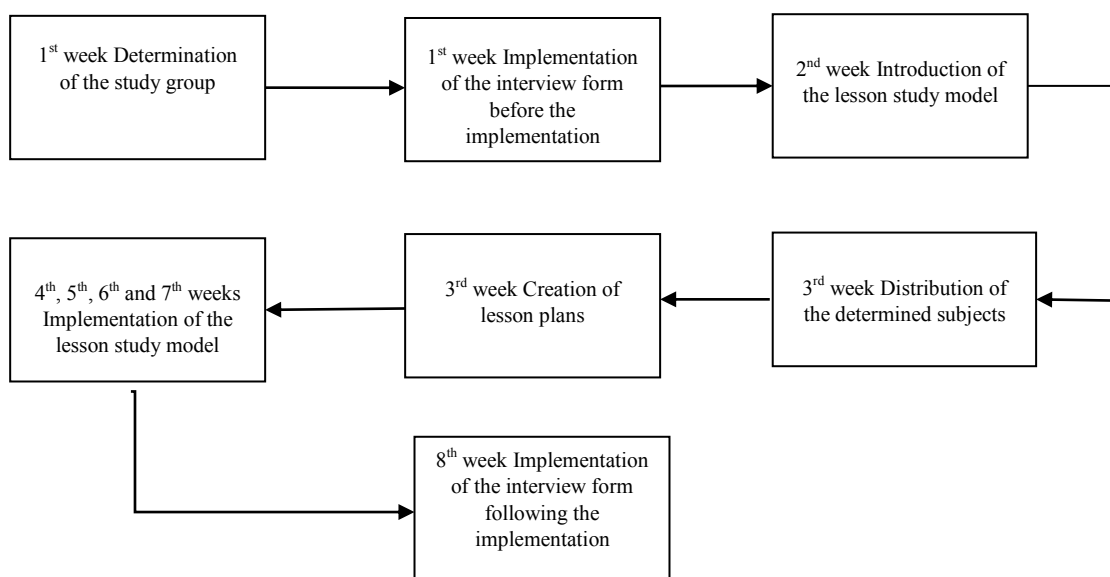 1st week Determination
of the study group
1st week Implementation
of the interview form
before the
implementation
2nd week Introduction of
the lesson study model
3rd week Distribution of
the determined subjects
3rd week Creation of
lesson plans
4th, 5th, 6th and 7th weeks
Implementation of the
lesson study model
8th week Implementation
of the interview form
following the
implementation